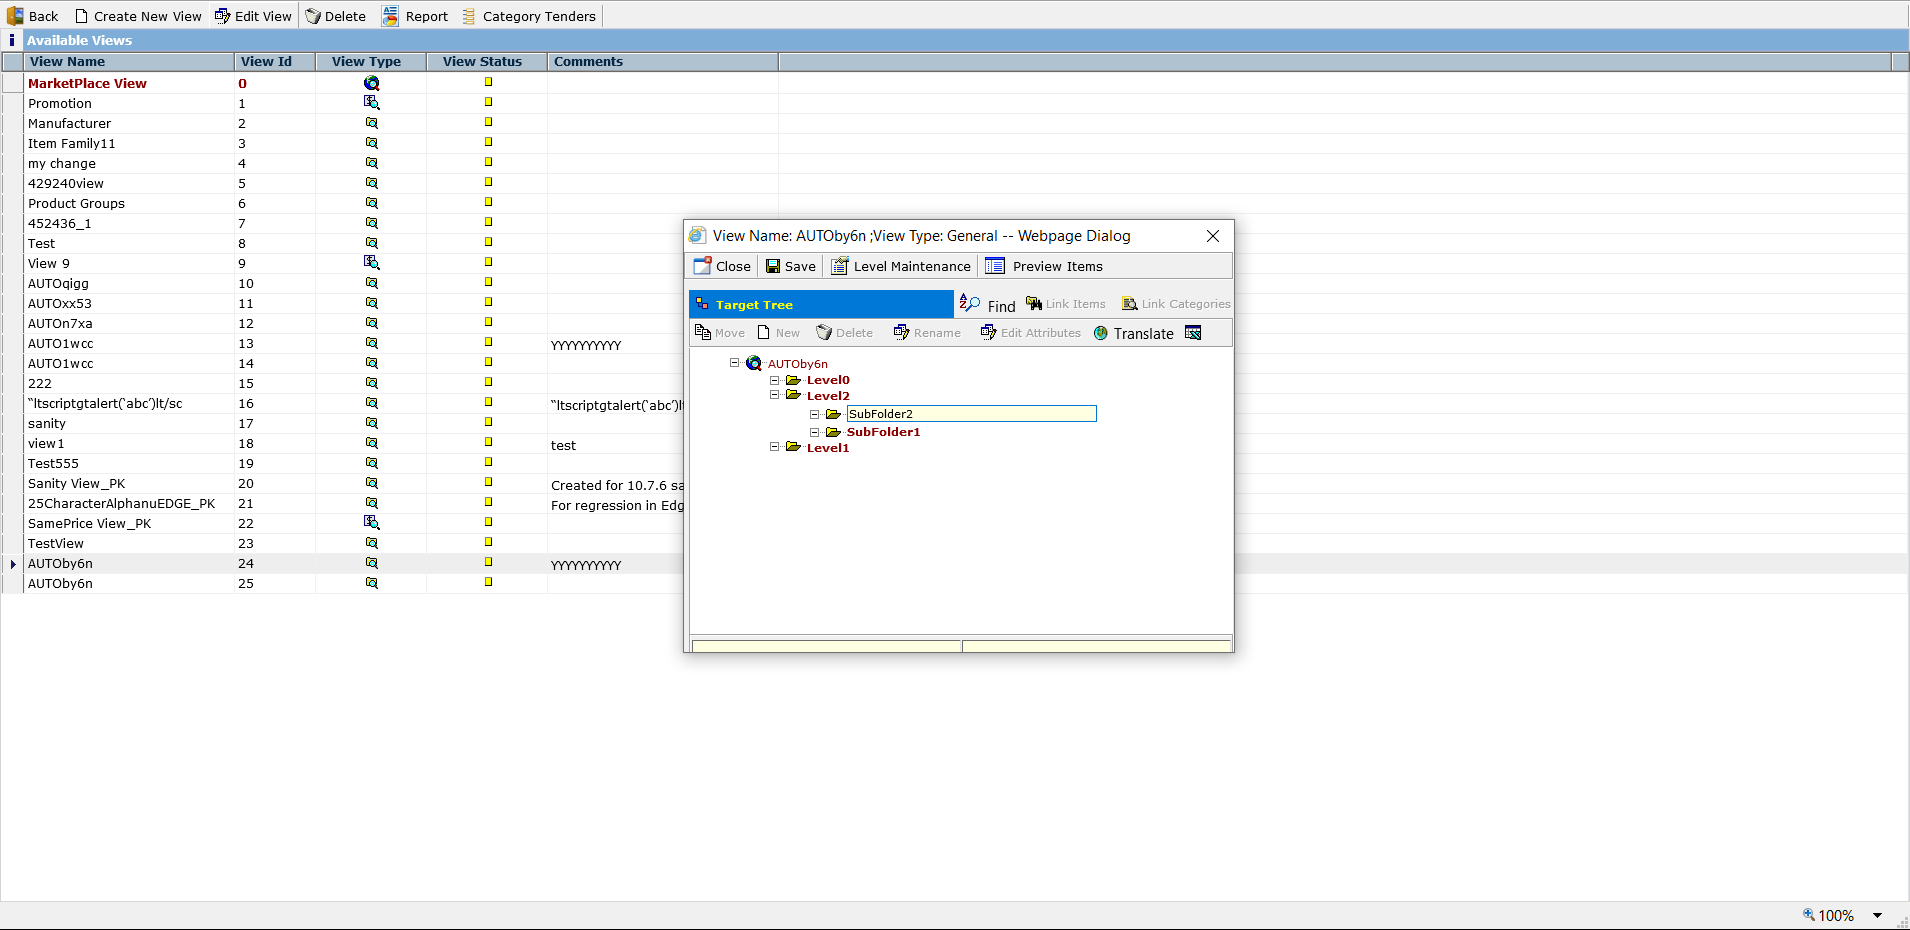 Back Create New View Edit View Delete Report Category Tenders
i Available Views
View Name View Id View Type View Status Comments
MarketPlace View 0
Promotion 1
Manufacturer 2
Item Family11 3
my change 4
429240view 5
Product Groups 6
452436_1 7
Test 8
View 9 9
AUTOqigg 10
AUTOxx53 11
AUTOn7xa 12
AUTO1wcc 13 YYYYYYYYYY
AUTO1wcc 14
222 15
“ltscriptgtalert(‘abc’)lt/sc 16 “ltscriptgtalert(‘abc’)lt
sanity 17
view1 18 test
Test555 19
Sanity View_PK 20 Created for 10.7.6 sa
25CharacterAlphanuEDGE_PK 21 For regression in Edg
SamePrice View_PK 22
TestView 23
AUTOby6n 24 YYYYYYYYYY
AUTOby6n 25
View Name: AUTOby6n ;View Type: General -- Webpage Dialog
Close Save Level Maintenance Preview Items
Target Tree Find Link Items Link Categories
Move New Delete Rename Edit Attributes Translate
AUTOby6n
Level0
Level2
SubFolder2
SubFolder1
Level1
100%